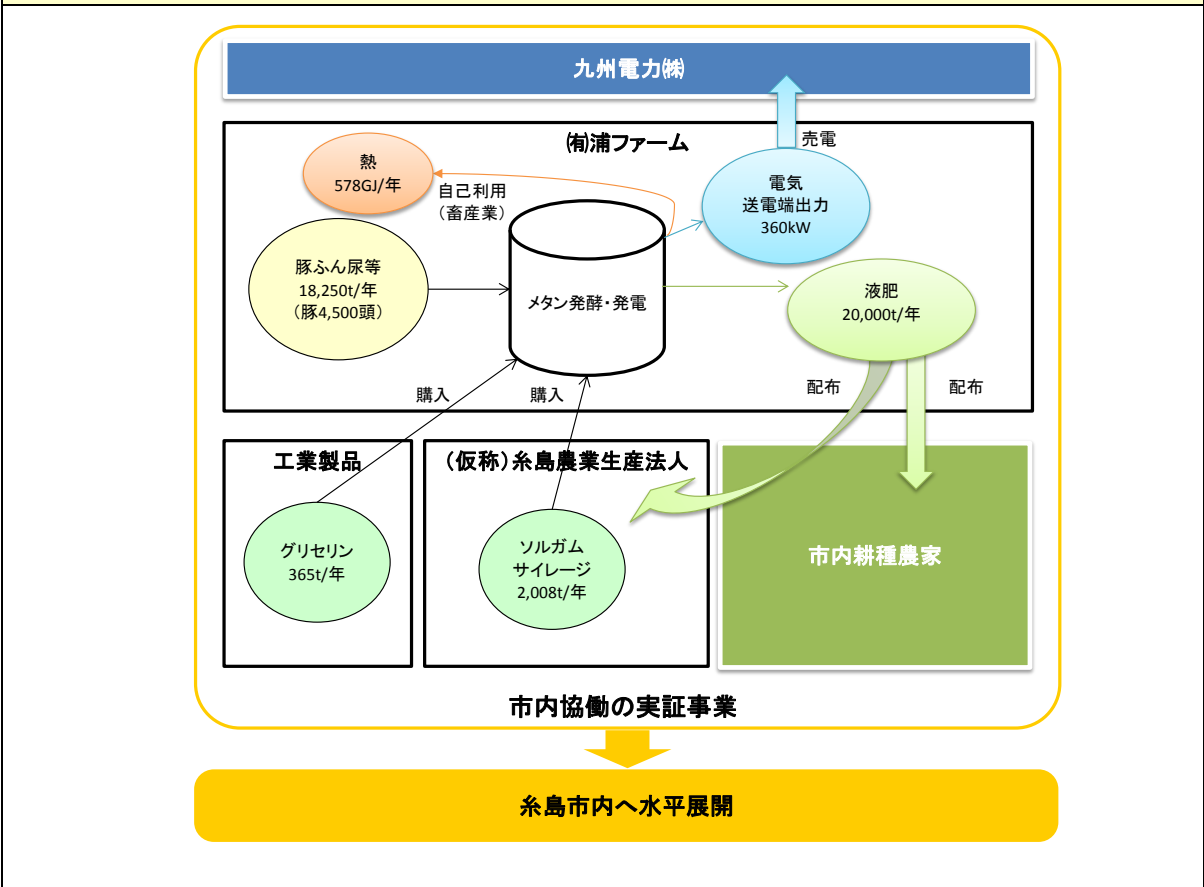 九州電力㈱
㈲浦ファーム
売電
熱
578GJ/年
自己利用
（畜産業）
電気
送電端出力
360kW
豚ふん尿等
18,250t/年
（豚4,500頭）
メタン発酵・発電
液肥
20,000t/年
購入
購入
配布
配布
工業製品
（仮称）糸島農業生産法人
グリセリン
365t/年
ソルガム
サイレージ
2,008t/年
市内耕種農家
市内協働の実証事業
糸島市内へ水平展開